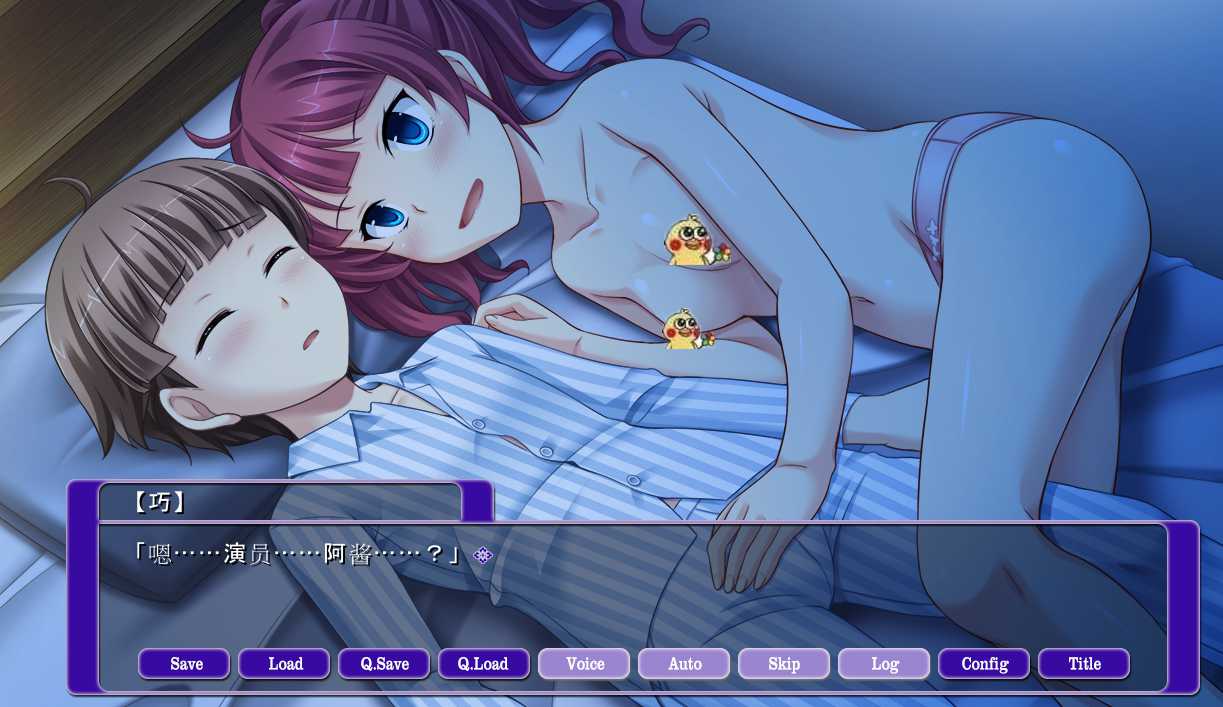 【巧】
「嗯……演员……阿酱……？」
Save Load Q.Save Q.Load Voice Auto Skip Log Config Title